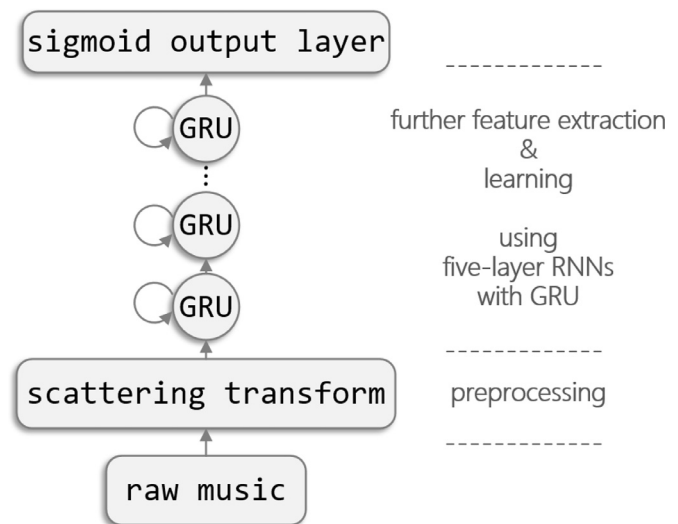 sigmoid output layer
GRU
GRU
GRU
scattering transform
raw music
further feature extraction
&
learning
using
five-layer RNNs
with GRU
preprocessing